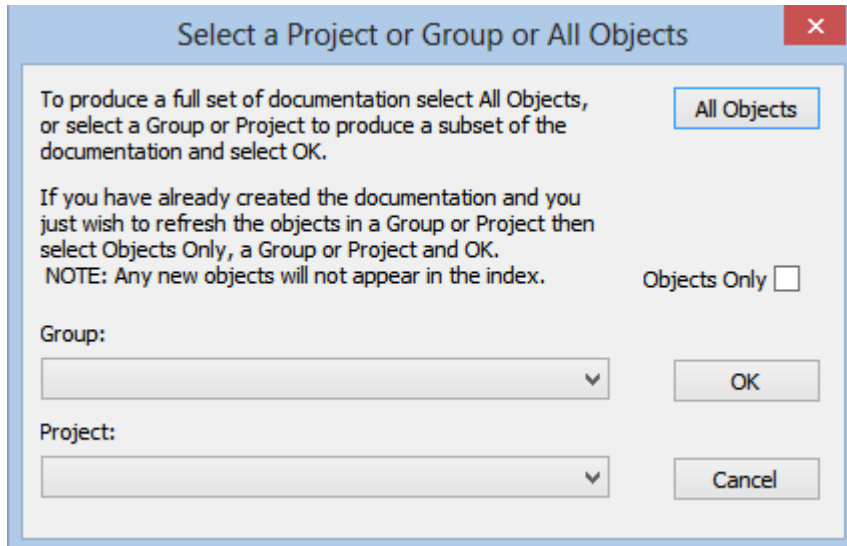 Select a Project or Group or All Objects
To produce a full set of documentation select All Objects,
or select a Group or Project to produce a subset of the
documentation and select OK.
All Objects
If you have already created the documentation and you
just wish to refresh the objects in a Group or Project then
select Objects Only, a Group or Project and OK.
NOTE: Any new objects will not appear in the index.
Objects Only
Group:
OK
Project:
Cancel